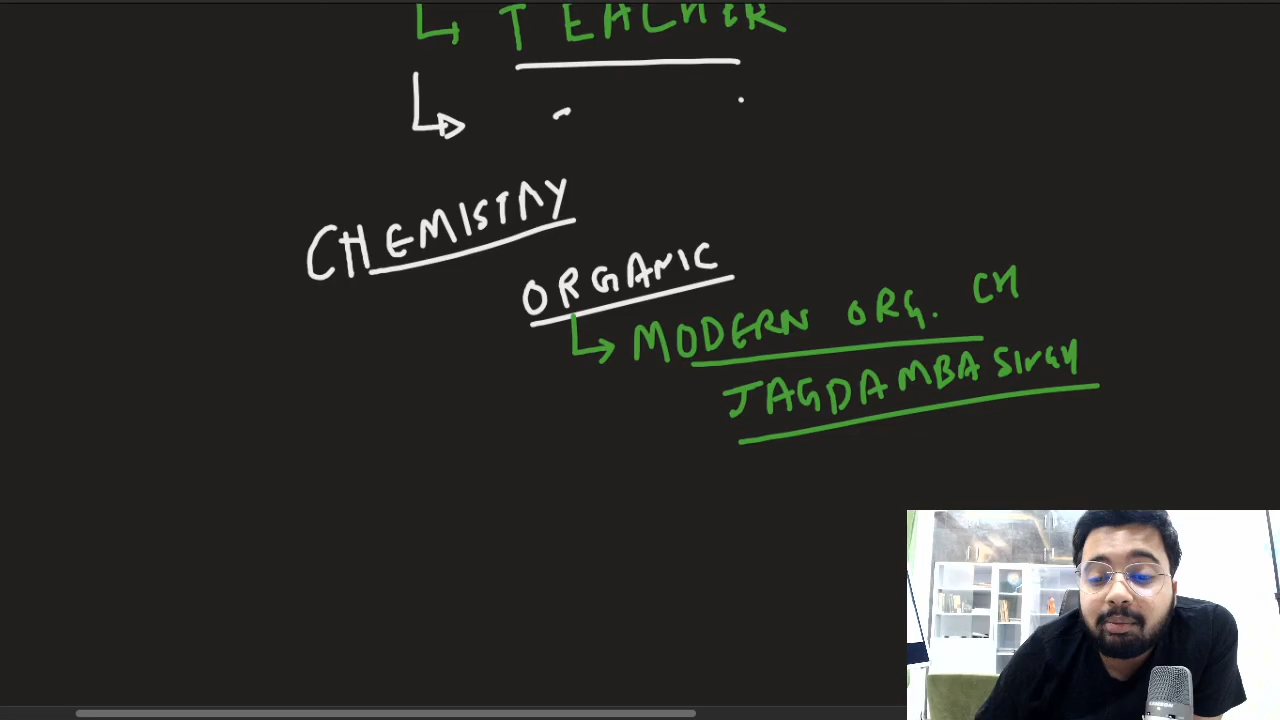 TEACHER
CHEMISTRY
ORGANIC
MODERN ORG. CH
JAGDAMBA SINGH